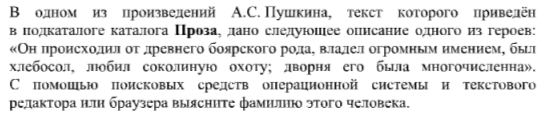 В одном из произведений А.С. Пушкина, текст которого приведён
в подкаталоге каталога Проза, дано следующее описание одного из героев:
«Он происходил от древнего боярского рода, владел огромным имением, был
хлебосол, любил соколиную охоту; дворня его была многочисленна».
С помощью поисковых средств операционной системы и текстового
редактора или браузера выясните фамилию этого человека.